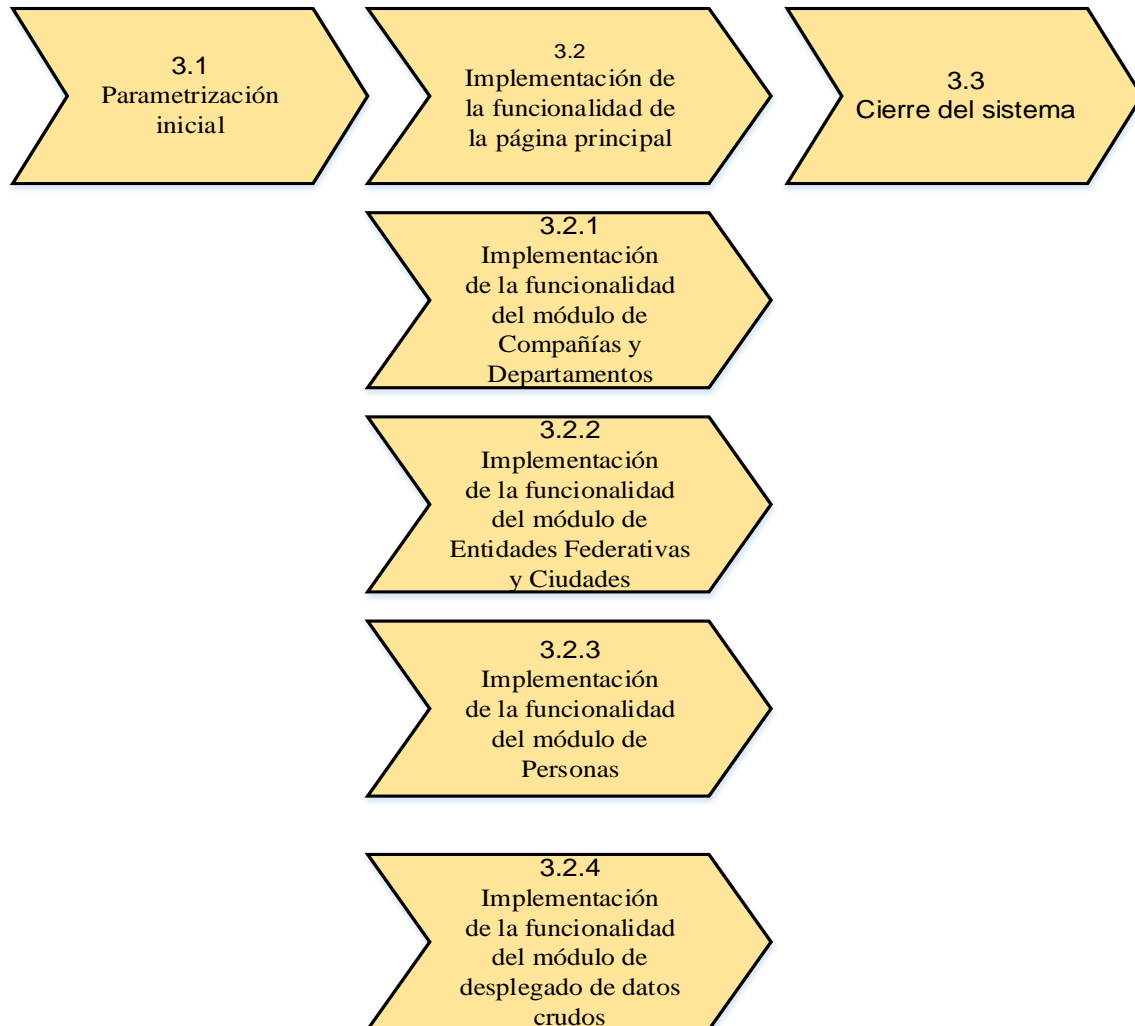 3.1
Parametrización
inicial
3.2
Implementación de
la funcionalidad de
la página principal
3.3
Cierre del sistema
3.2.1
Implementación
de la funcionalidad
del módulo de
Compañías y
Departamentos
3.2.2
Implementación
de la funcionalidad
del módulo de
Entidades Federativas
y Ciudades
3.2.3
Implementación
de la funcionalidad
del módulo de
Personas
3.2.4
Implementación
de la funcionalidad
del módulo de
desplegado de datos
crudos